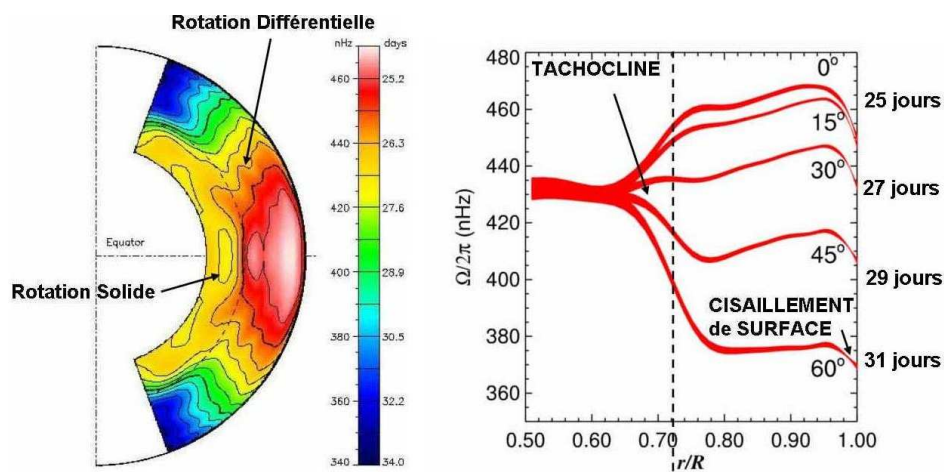 Rotation Différentielle
nHz
days
460
25.2
440
26.3
420
27.6
400
28.9
380
30.5
360
32.2
340
34.0
Equator
Rotation Solide
480
460
440
420
400
380
360
Ω/2π (nHz)
TACHOCLINE
0°
15°
30°
45°
60°
25 jours
27 jours
29 jours
31 jours
CISAILLEMENT
de SURFACE
0.50
0.60
0.70
0.80
0.90
1.00
r/R